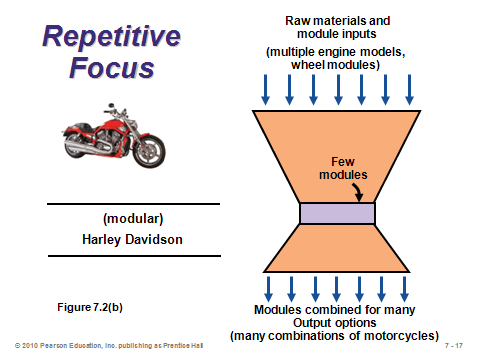 Repetitive
Focus
Raw materials and
module inputs
(multiple engine models,
wheel modules)
Few
modules
(modular)
Harley Davidson
Figure 7.2(b)
Modules combined for many
Output options
(many combinations of motorcycles)
© 2010 Pearson Education, Inc. publishing as Prentice Hall
7 - 17